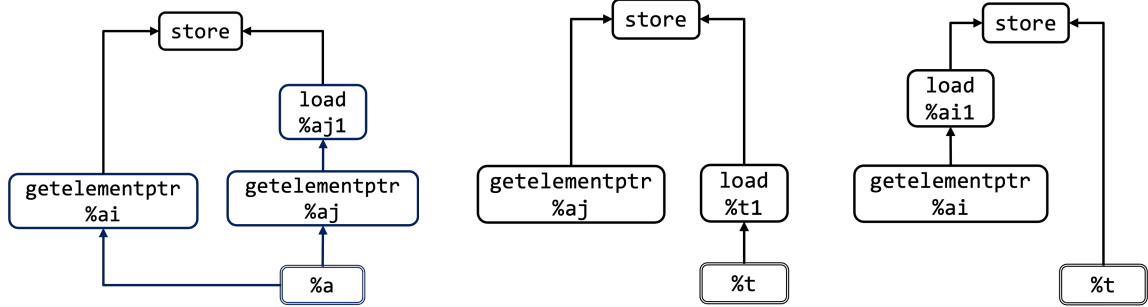 store
load
%aj1
getelementptr
%ai
getelementptr
%aj
%a
store
getelementptr
%aj
load
%t1
%t
store
load
%ai1
getelementptr
%ai
%t